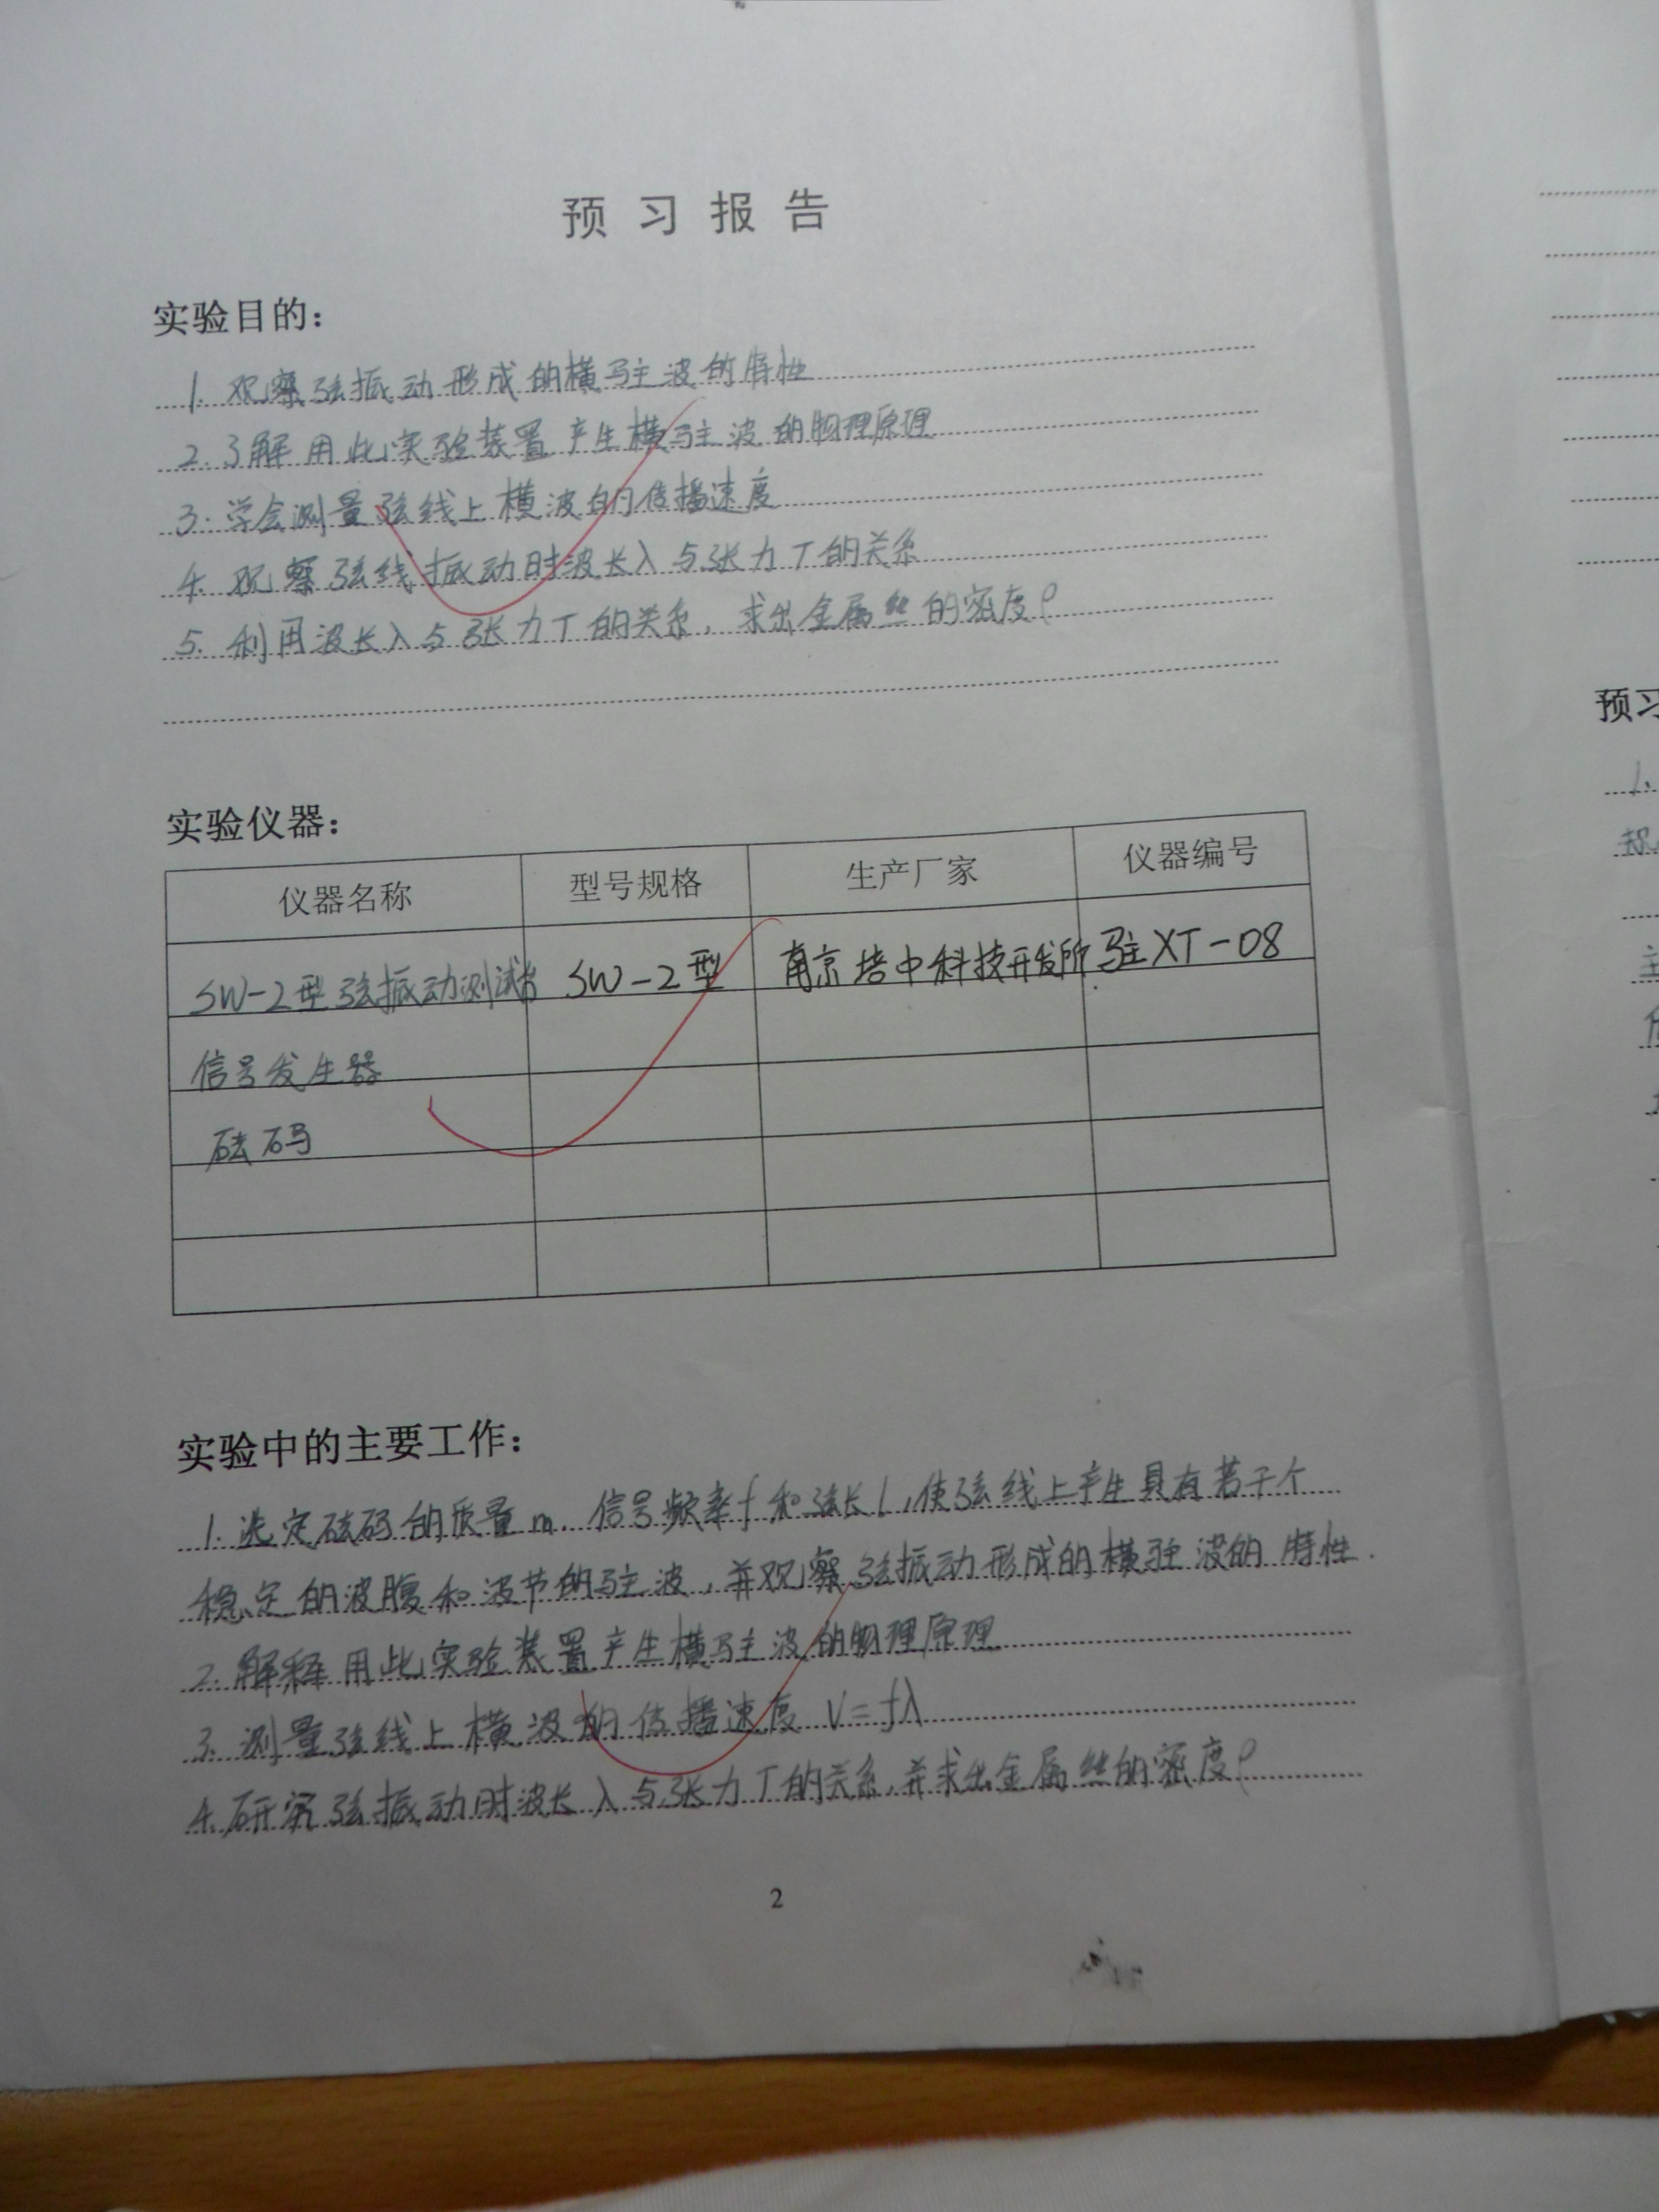 预习报告
实验目的：
1. 观察弦振动形成的横驻波的特性
2. 了解用此实验装置产生横驻波的物理原理
3. 学会测量弦线上横波的传播速度
4. 观察弦线振动时波长λ与张力T的关系
5. 利用波长λ与张力T的关系，求出金属丝的密度ρ
实验仪器：
仪器名称 型号规格 生产厂家 仪器编号
SW-2型弦振动测试台 SW-2型 南京培中科技开发所 驻XT-08
信号发生器
砝码
实验中的主要工作：
1. 选定砝码的质量m. 信号频率f和弦长l，使弦线上产生具有若干个
稳定的波腹和波节的驻波，并观察弦振动形成的横驻波的特性.
2. 解释用此实验装置产生横驻波的物理原理
3. 测量弦线上横波的传播速度 V=fλ
4. 研究弦振动时波长λ与张力T的关系,并求出金属丝的密度ρ
2
预习
1.